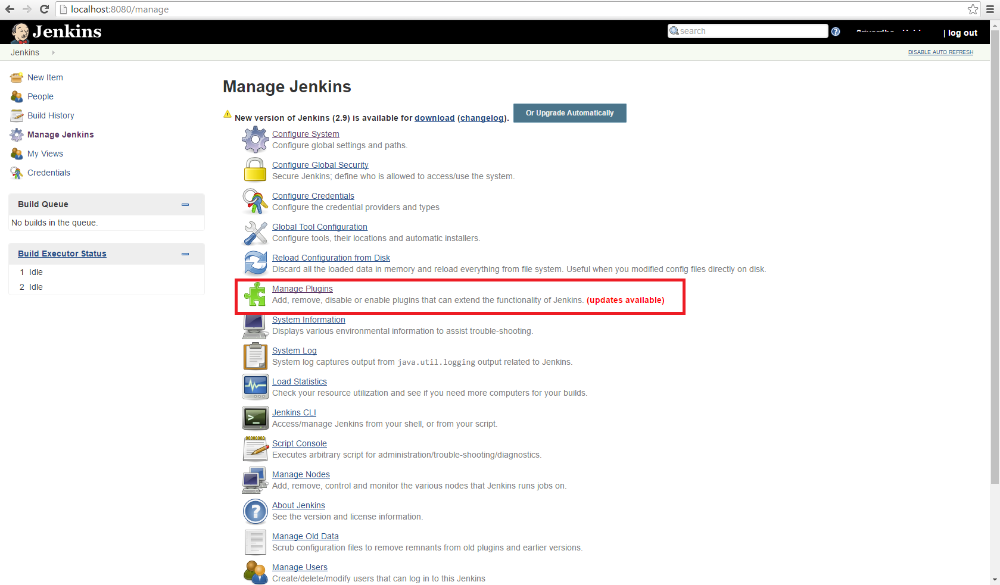 localhost:8080/manage
Jenkins
search
| log out
Jenkins
DISABLE AUTO REFRESH
New Item
People
Build History
Manage Jenkins
My Views
Credentials
Build Queue
No builds in the queue.
Build Executor Status
1 Idle
2 Idle
Manage Jenkins
New version of Jenkins (2.9) is available for download (changelog).
Or Upgrade Automatically
Configure System
Configure global settings and paths.
Configure Global Security
Secure Jenkins; define who is allowed to access/use the system.
Configure Credentials
Configure the credential providers and types
Global Tool Configuration
Configure tools, their locations and automatic installers.
Reload Configuration from Disk
Discard all the loaded data in memory and reload everything from file system. Useful when you modified config files directly on disk.
Manage Plugins
Add, remove, disable or enable plugins that can extend the functionality of Jenkins. (updates available)
System Information
Displays various environmental information to assist trouble-shooting.
System Log
System log captures output from java.util.logging output related to Jenkins.
Load Statistics
Check your resource utilization and see if you need more computers for your builds.
Jenkins CLI
Access/manage Jenkins from your shell, or from your script.
Script Console
Executes arbitrary script for administration/trouble-shooting/diagnostics.
Manage Nodes
Add, remove, control and monitor the various nodes that Jenkins runs jobs on.
About Jenkins
See the version and license information.
Manage Old Data
Scrub configuration files to remove remnants from old plugins and earlier versions.
Manage Users
Create/delete/modify users that can log in to this Jenkins